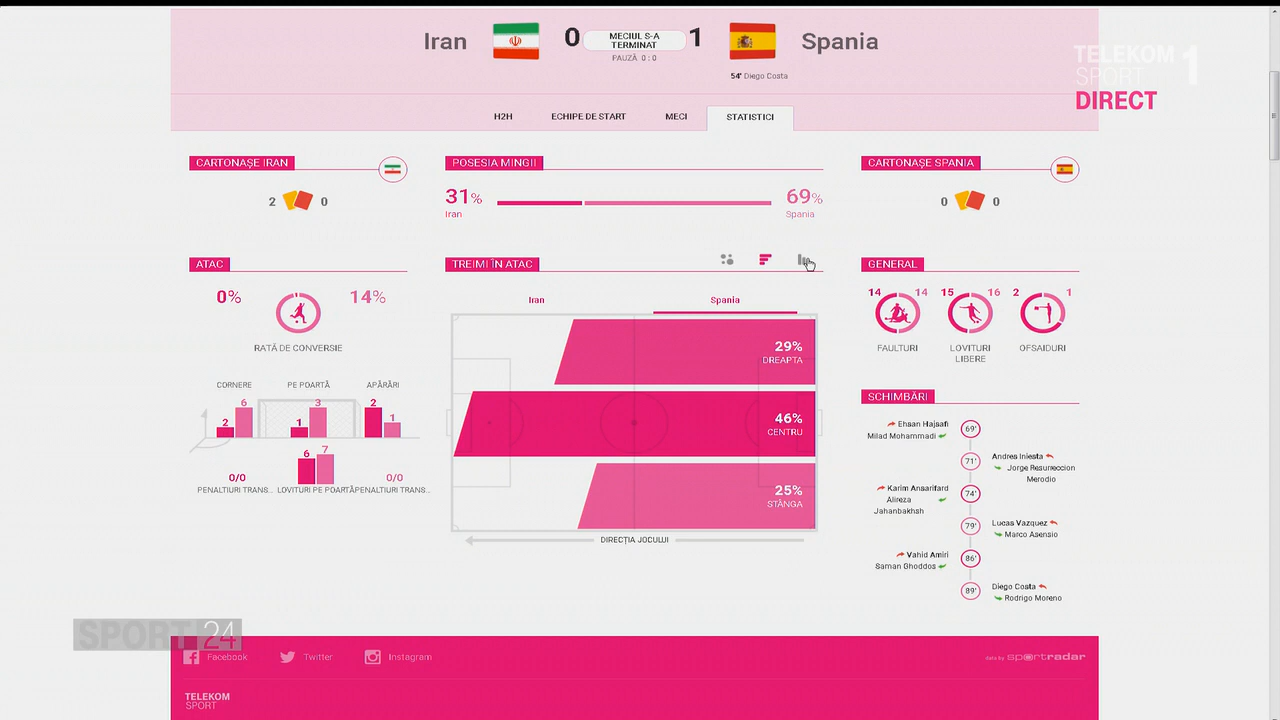 Iran
0
MECIUL S-A
TERMINAT
PAUZĂ 0 : 0
1
Spania
54' Diego Costa
TELEKOM
SPORT 1
DIRECT
H2H
ECHIPE DE START
MECI
STATISTICI
CARTONAȘE IRAN
2 0
POSESIA MINGII
31%
Iran
69%
Spania
CARTONAȘE SPANIA
0 0
ATAC
0%
14%
RATĂ DE CONVERSIE
CORNERE
2 6
PE POARTĂ
1 3
APĂRĂRI
2 1
0/0
PENALTIURI TRANS...
6 7
LOVITURI PE POARTĂ
0/0
PENALTIURI TRANS...
TREIMI ÎN ATAC
Iran
Spania
29%
DREAPTA
46%
CENTRU
25%
STÂNGA
DIRECȚIA JOCULUI
GENERAL
14 14
FAULTURI
15 16
LOVITURI
LIBERE
2 1
OFSAIDURI
SCHIMBĂRI
Ehsan Hajsafi
Milad Mohammadi
69'
71'
Andres Iniesta
Jorge Resurreccion
Merodio
Karim Ansarifard
Alireza
Jahanbakhsh
74'
79'
Lucas Vazquez
Marco Asensio
Vahid Amiri
Saman Ghoddos
86'
89'
Diego Costa
Rodrigo Moreno
SPORT 24
Facebook
Twitter
Instagram
data by sportradar
TELEKOM
SPORT